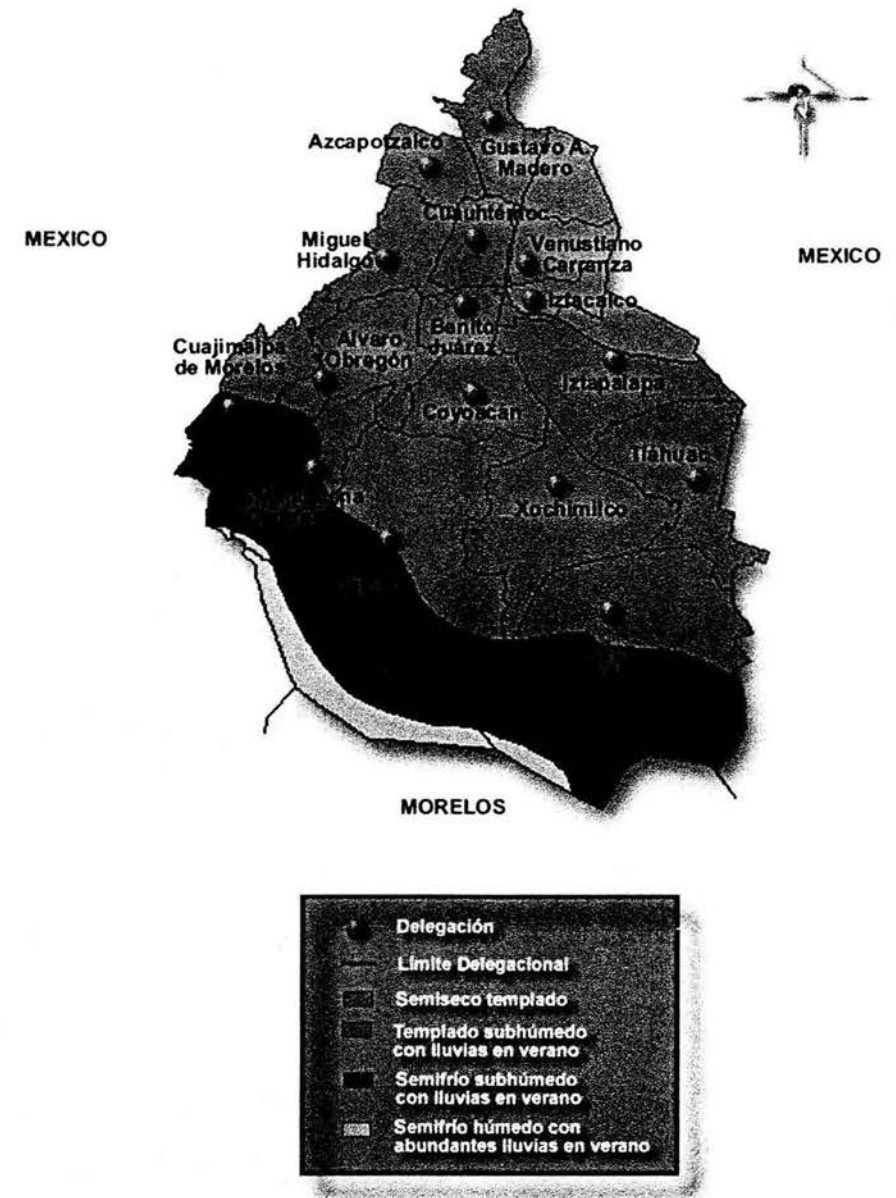 Azcapotzalco
Gustavo A.
Madero
Cuauhtémoc
MEXICO
Miguel
Hidalgo
Venustiano
Carranza
MEXICO
Iztacalco
Benito
Juárez
Cuajimalpa
de Morelos
Alvaro
Obregón
Iztapalapa
Coyoacán
Tláhuac
Xochimilco
MORELOS
Delegación
Límite Delegacional
Semiseco templado
Templado subhúmedo
con lluvias en verano
Semifrío subhúmedo
con lluvias en verano
Semifrío húmedo con
abundantes lluvias en verano